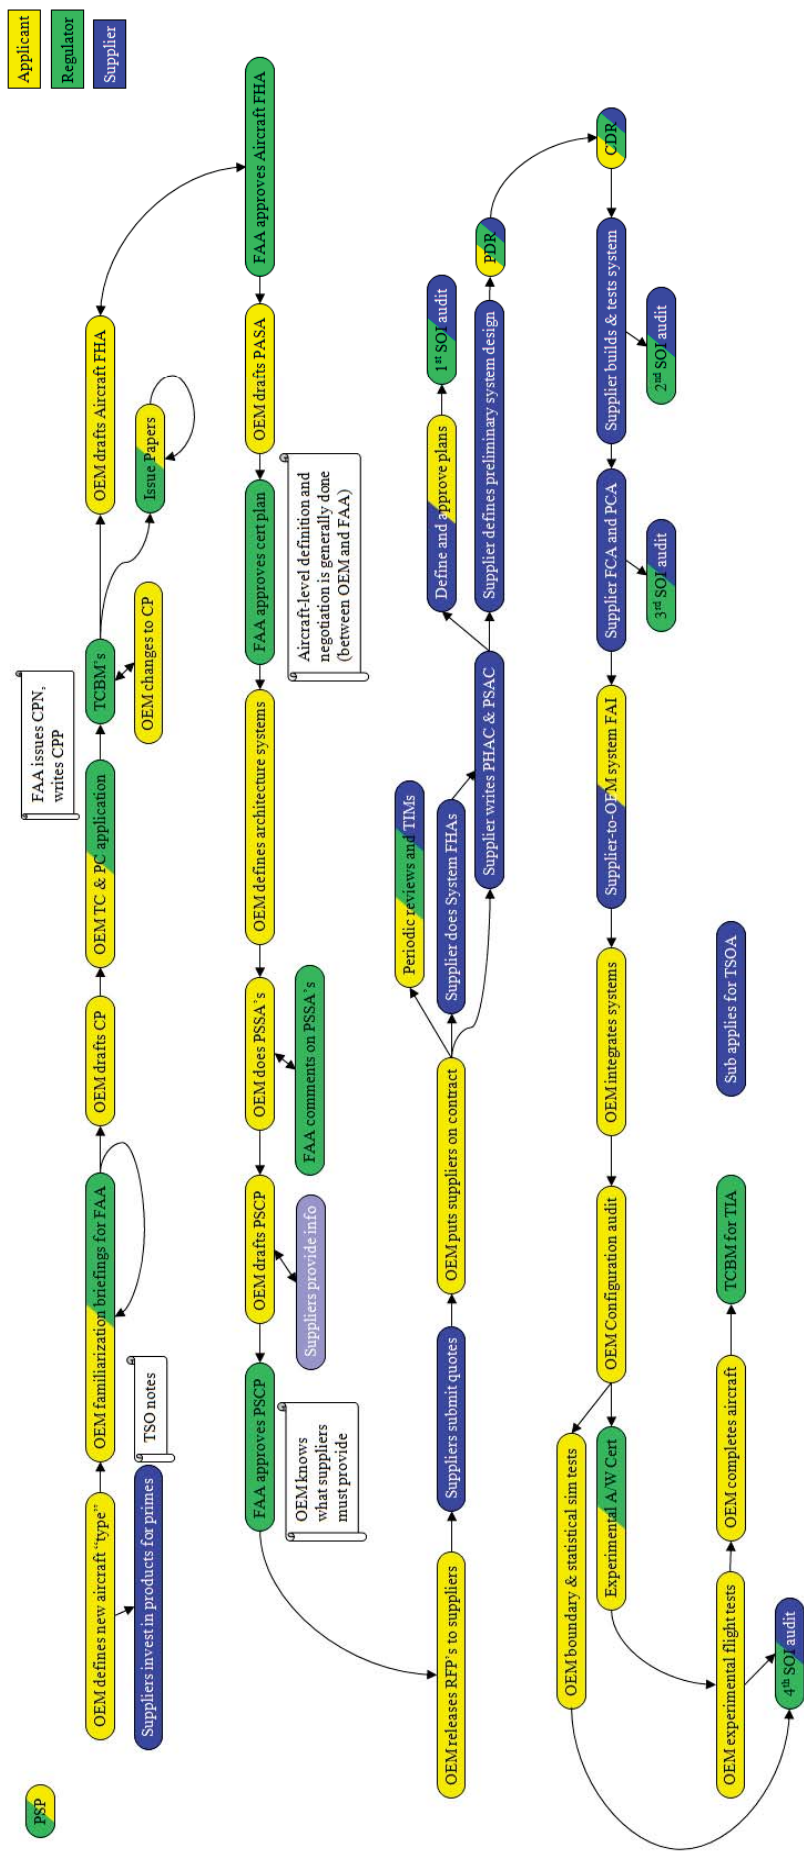 Applicant
Regulator
Supplier
PSP
OEM defines new aircraft “type”
Suppliers invest in products for primes
OEM familiarization briefings for FAA
TSO notes
OEM drafts CP
OEM TC & PC application
FAA issues CPN,
writes CPP
TCBM’s
OEM changes to CP
OEM drafts Aircraft FHA
Issue Papers
FAA approves Aircraft FHA
OEM drafts PASA
FAA approves cert plan
Aircraft-level definition and
negotiation is generally done
(between OEM and FAA)
OEM defines architecture systems
OEM does PSSA’s
FAA comments on PSSA’s
OEM drafts PSCP
Suppliers provide info
FAA approves PSCP
OEM knows
what suppliers
must provide
OEM releases RFP’s to suppliers
Suppliers submit quotes
OEM puts suppliers on contract
Periodic reviews and TIMs
Supplier does System FHAs
Supplier writes PHAC & PSAC
Define and approve plans
1st SOI audit
Supplier defines preliminary system design
PDR
CDR
Supplier builds & tests system
2nd SOI audit
Supplier FCA and PCA
3rd SOI audit
Supplier-to-OEM system FAI
OEM integrates systems
OEM Configuration audit
OEM boundary & statistical sim tests
Experimental A/W Cert
OEM experimental flight tests
4th SOI audit
OEM completes aircraft
TCBM for TIA
Sub applies for TSOA